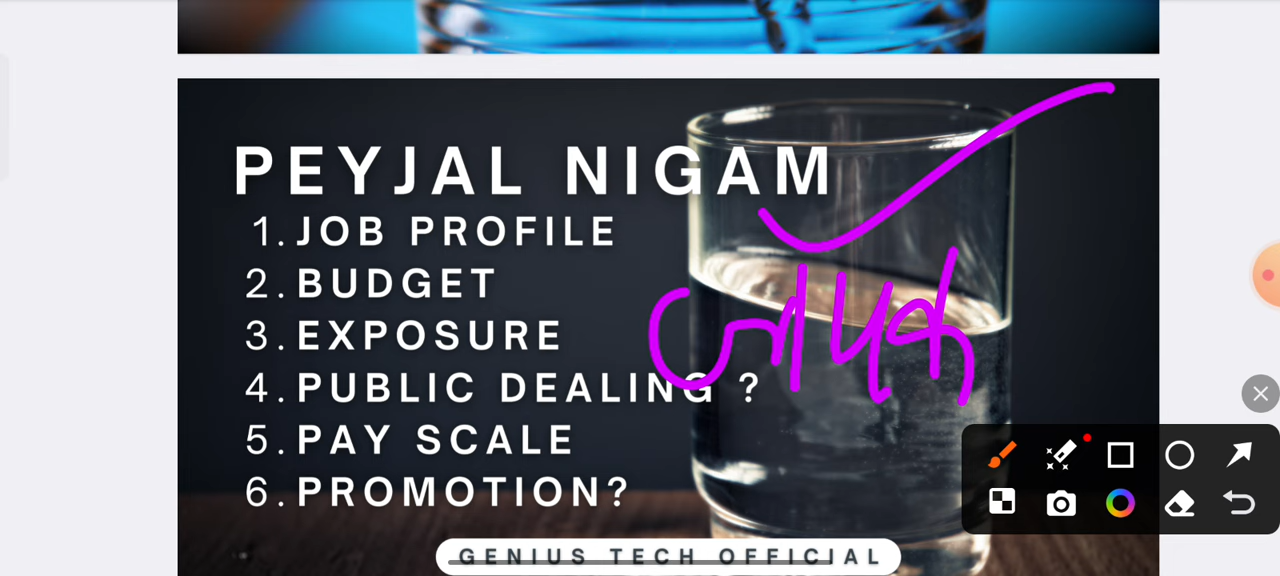 PEYJAL NIGAM
1. JOB PROFILE
2. BUDGET
3. EXPOSURE
4. PUBLIC DEALING ?
5. PAY SCALE
6. PROMOTION?
GENIUS TECH OFFICIAL